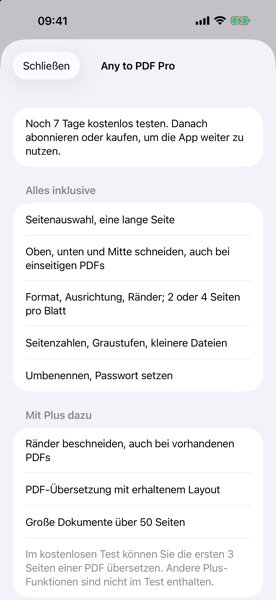 09:41
Schließen
Any to PDF Pro
Noch 7 Tage kostenlos testen. Danach
abonnieren oder kaufen, um die App weiter zu
nutzen.
Alles inklusive
Seitenauswahl, eine lange Seite
Oben, unten und Mitte schneiden, auch bei
einseitigen PDFs
Format, Ausrichtung, Ränder; 2 oder 4 Seiten
pro Blatt
Seitenzahlen, Graustufen, kleinere Dateien
Umbenennen, Passwort setzen
Mit Plus dazu
Ränder beschneiden, auch bei vorhandenen
PDFs
PDF-Übersetzung mit erhaltenem Layout
Große Dokumente über 50 Seiten
Im kostenlosen Test können Sie die ersten 3
Seiten einer PDF übersetzen. Andere Plus-
Funktionen sind nicht im Test enthalten.